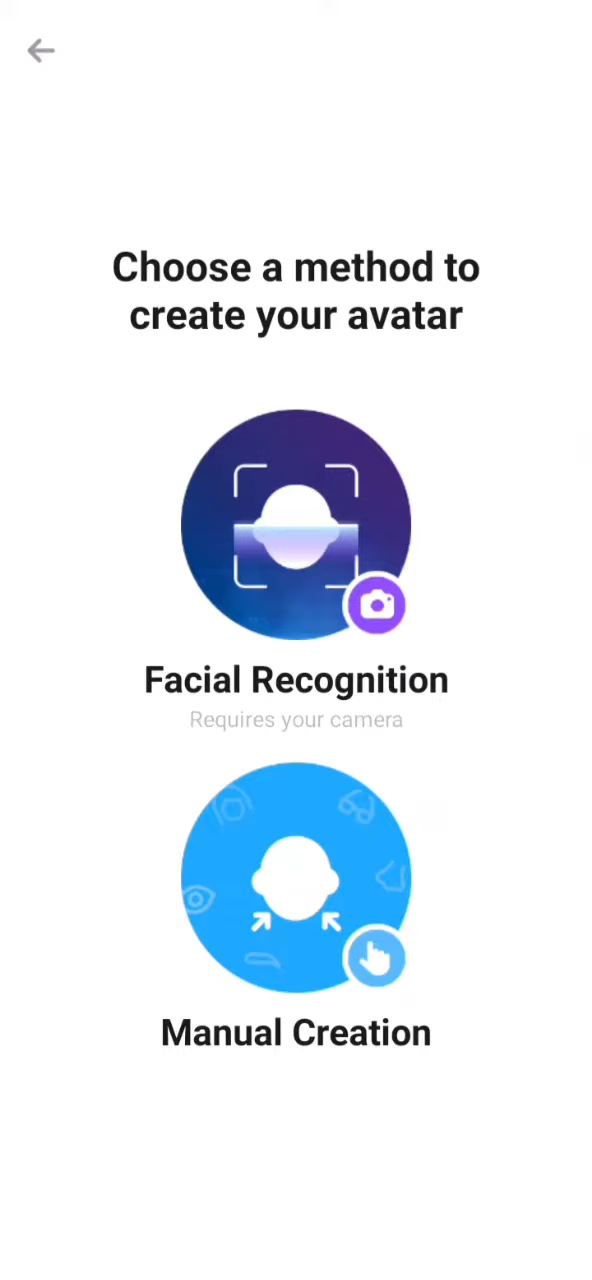 Choose a method to
create your avatar
Facial Recognition
Requires your camera
Manual Creation